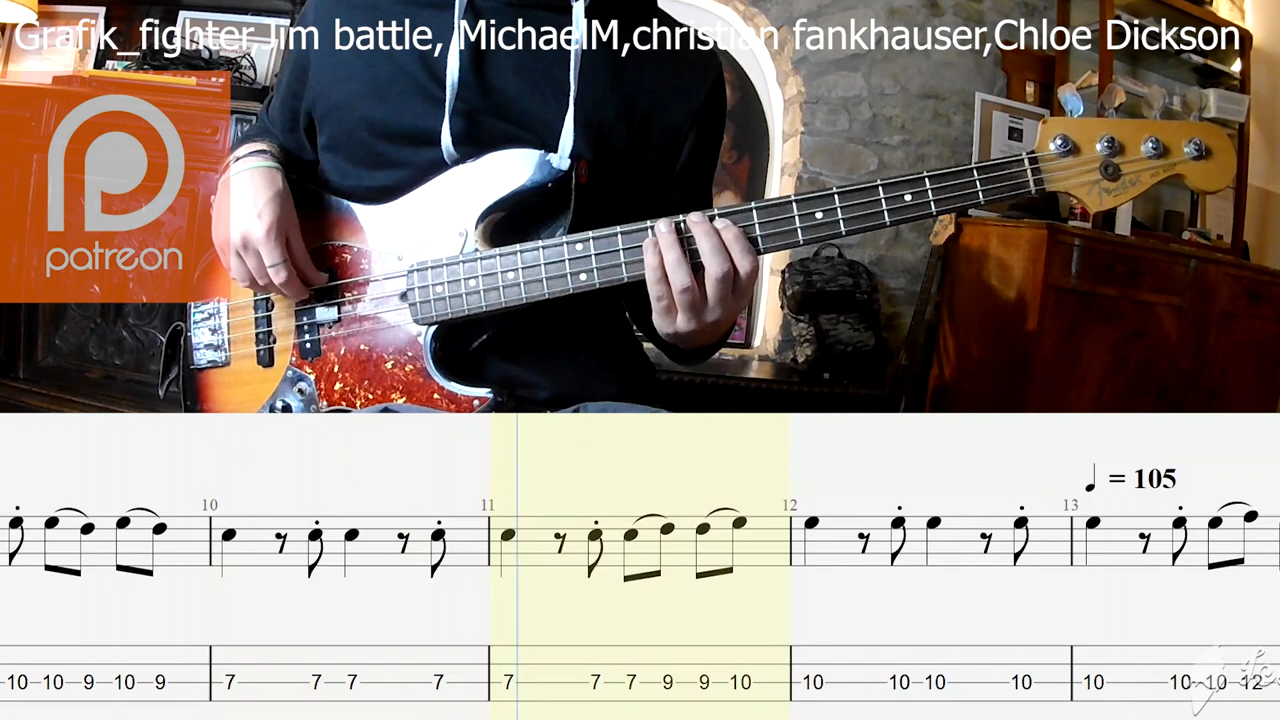 Grafik_fighter,Jim battle, MichaelM,christian fankhauser,Chloe Dickson
patreon
Fender
= 105
10 11 12 13
10 10 9 10 9 7 7 7 7 7 7 7 9 9 10 10 10 10 10 10 10 10 12